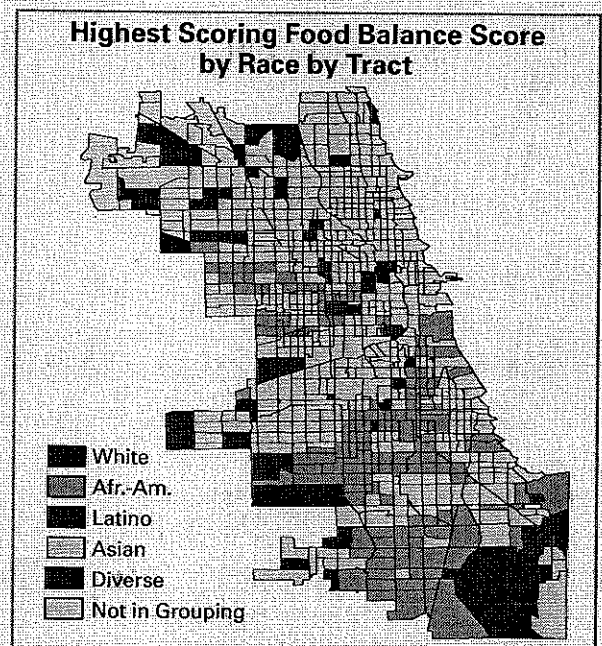 Highest Scoring Food Balance Score
by Race by Tract
White
Afr.-Am.
Latino
Asian
Diverse
Not in Grouping